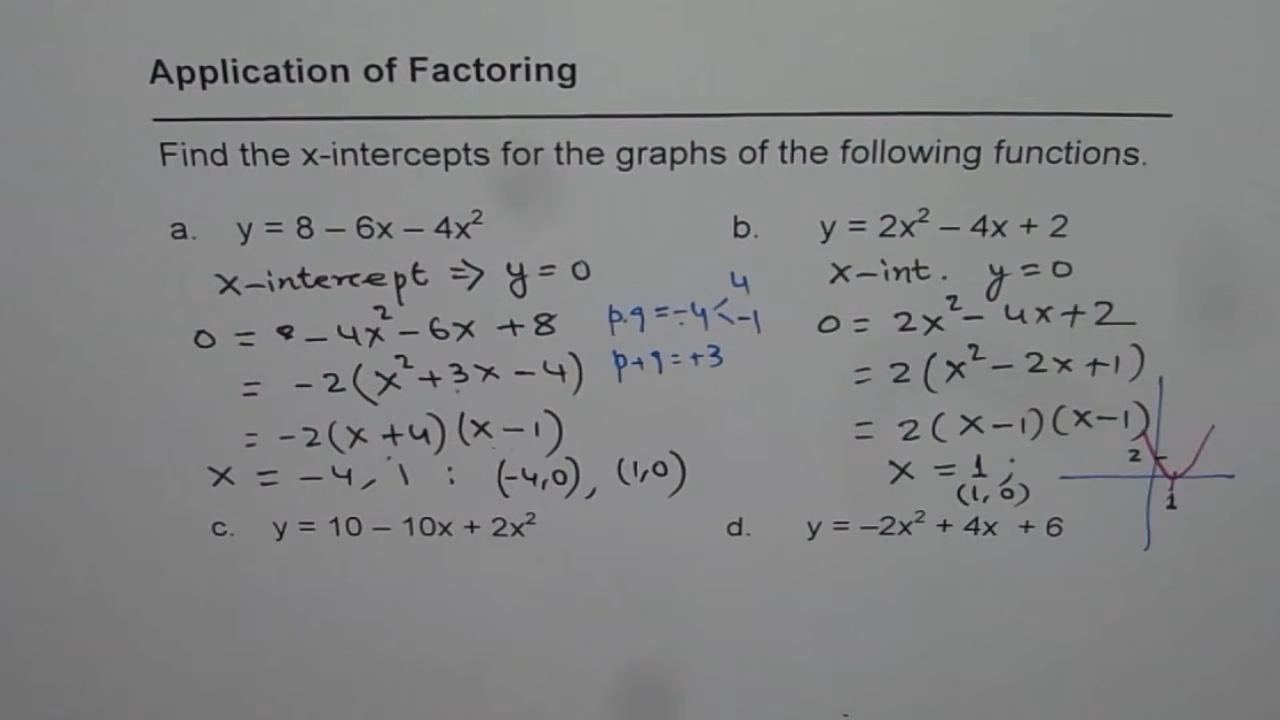 Application of Factoring
Find the x-intercepts for the graphs of the following functions.
a. y = 8 – 6x – 4x²
x-intercept ⇒ y = 0
0 = 8 – 4x² – 6x + 8
= -2(x² + 3x – 4)
= -2(x + 4)(x – 1)
x = -4, 1 : (-4,0), (1,0)
p.q = -4 < 4 -1
p+q = +3
b. y = 2x² – 4x + 2
x-int. y = 0
0 = 2x² – 4x + 2
= 2(x² – 2x + 1)
= 2(x – 1)(x – 1)
x = 1 ;
(1, 0)
2
1
c. y = 10 – 10x + 2x²
d. y = –2x² + 4x + 6